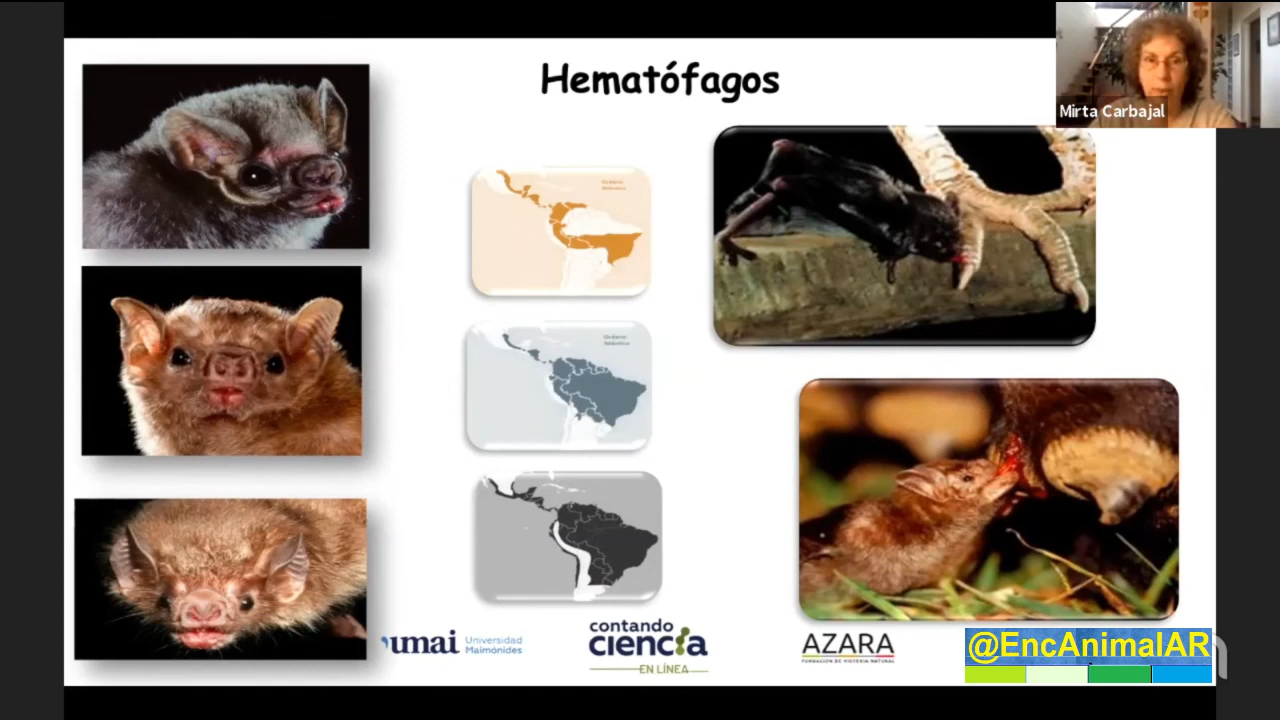 Hematófagos
Mirta Carbajal
umai Universidad
Maimónides
contando
ciencia
EN LÍNEA
AZARA
FUNDACIÓN DE HISTORIA NATURAL
@EncAnimalAR